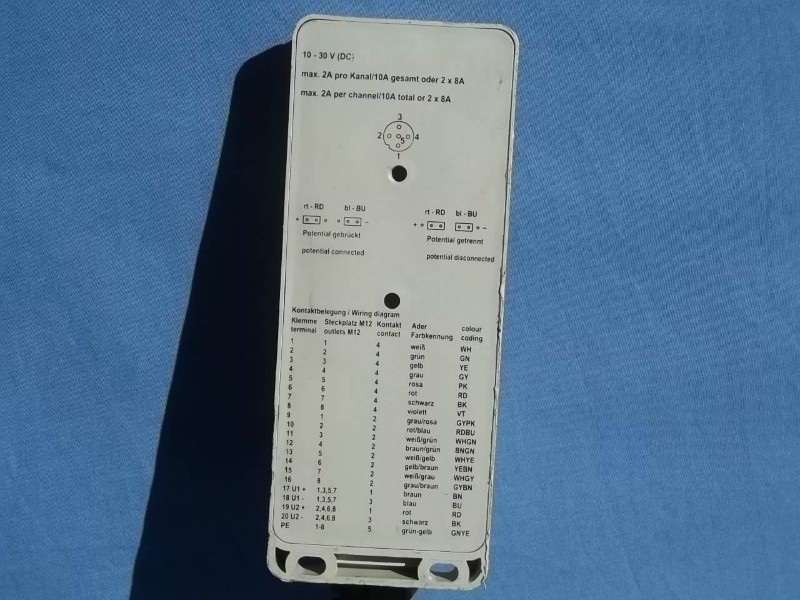 10 - 30 V (DC)
max. 2A pro Kanal/10A gesamt oder 2 x 8A
max. 2A per channel/10A total or 2 x 8A
3
2 5 4
1
rt - RD bl - BU rt - RD bl - BU
+ - + + + -
Potential gebrückt Potential getrennt
potential connected potential disconnected
Kontaktbelegung / Wiring diagram
Klemme Steckplatz M12 Kontakt Ader colour
terminal outlets M12 contact Farbkennung coding
1 1 4 weiß WH
2 2 4 grün GN
3 3 4 gelb YE
4 4 4 grau GY
5 5 4 rosa PK
6 6 4 rot RD
7 7 4 schwarz BK
8 8 4 violett VT
9 1 2 grau/rosa GYPK
10 2 2 rot/blau RDBU
11 3 2 weiß/grün WHGN
12 4 2 braun/grün BNGN
13 5 2 weiß/gelb WHYE
14 6 2 gelb/braun YEBN
15 7 2 weiß/grau WHGY
16 8 2 grau/braun GYBN
17 U1 + 1,3,5,7 1 braun BN
18 U1 - 1,3,5,7 3 blau BU
19 U2 + 2,4,6,8 1 rot RD
20 U2 - 2,4,6,8 3 schwarz BK
PE 1-8 5 grün-gelb GNYE